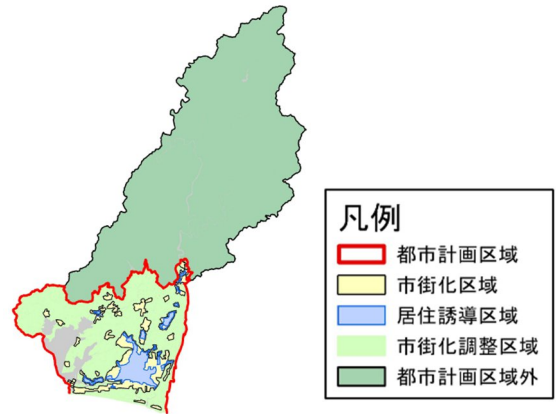 凡例
都市計画区域
市街化区域
居住誘導区域
市街化調整区域
都市計画区域外